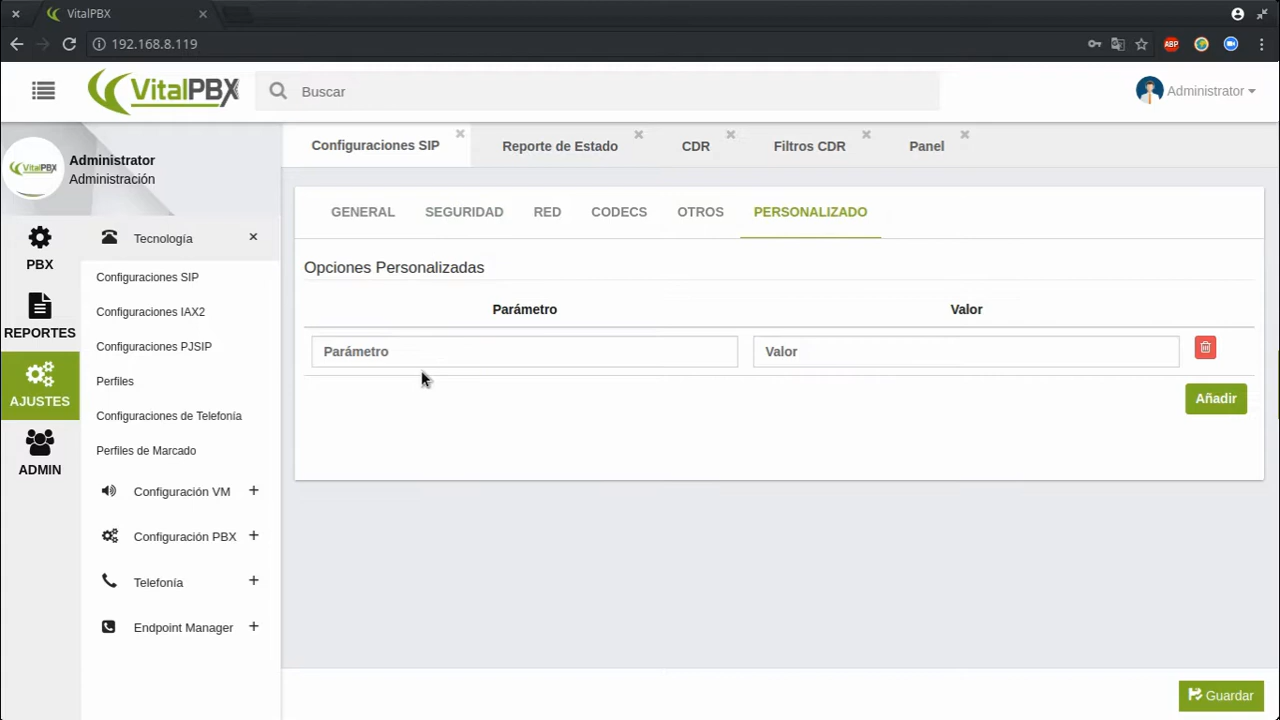 VitalPBX
192.168.8.119
ABP
VitalPBX
Buscar
Administrator
VitalPBX
Administrator
Administración
Configuraciones SIP
Reporte de Estado
CDR
Filtros CDR
Panel
GENERAL
SEGURIDAD
RED
CODECS
OTROS
PERSONALIZADO
PBX
REPORTES
AJUSTES
ADMIN
Tecnología
Configuraciones SIP
Configuraciones IAX2
Configuraciones PJSIP
Perfiles
Configuraciones de Telefonía
Perfiles de Marcado
Configuración VM
Configuración PBX
Telefonía
Endpoint Manager
Opciones Personalizadas
Parámetro
Valor
Parámetro
Valor
Añadir
Guardar